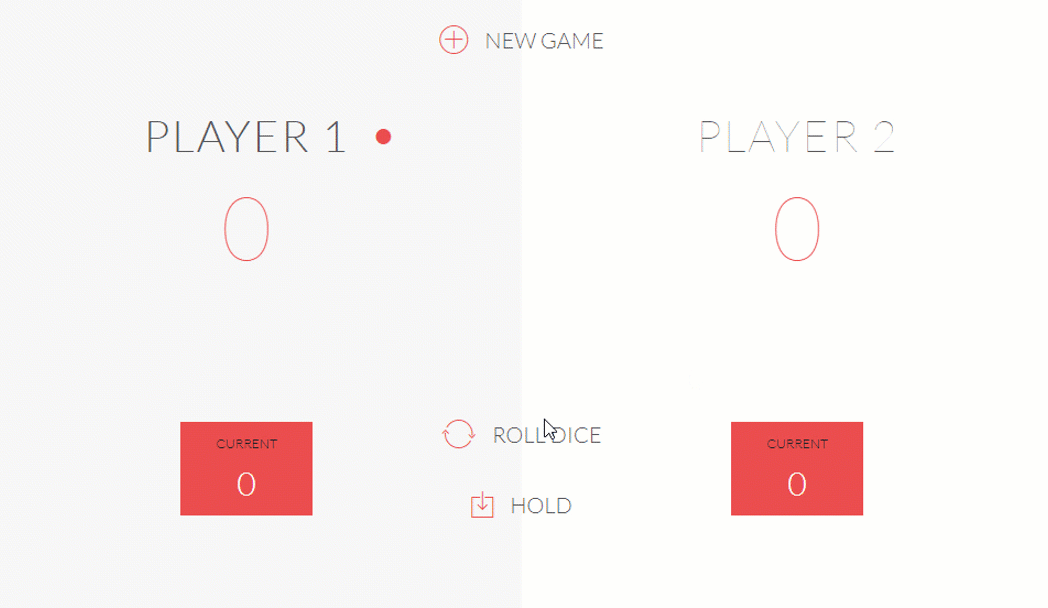 NEW GAME
PLAYER 1
PLAYER 2
0
0
CURRENT
0
ROLL DICE
CURRENT
0
HOLD